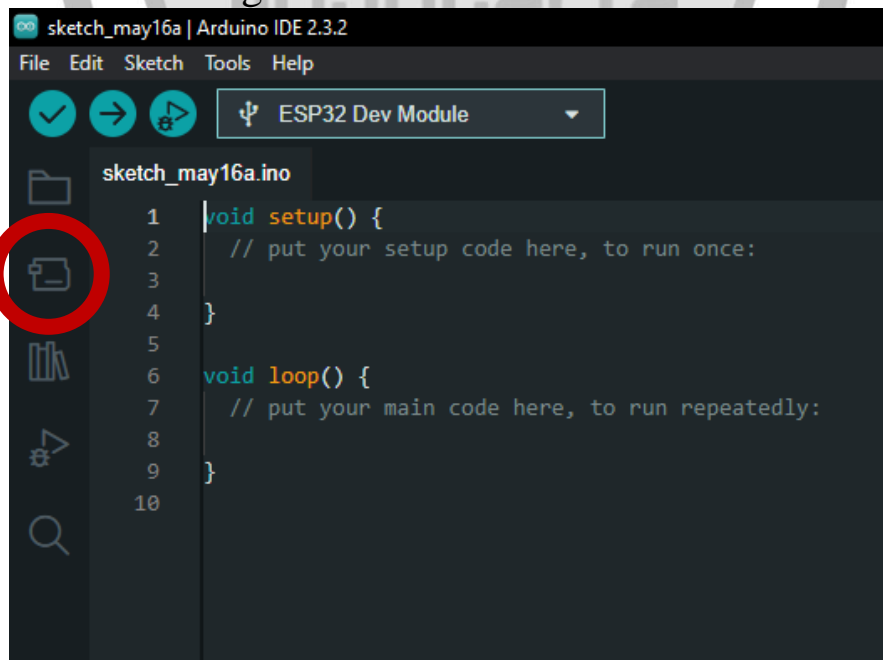 sketch_may16a | Arduino IDE 2.3.2
File Edit Sketch Tools Help
ESP32 Dev Module
sketch_may16a.ino
1 void setup() {
2 // put your setup code here, to run once:
3
4 }
5
6 void loop() {
7 // put your main code here, to run repeatedly:
8
9 }
10